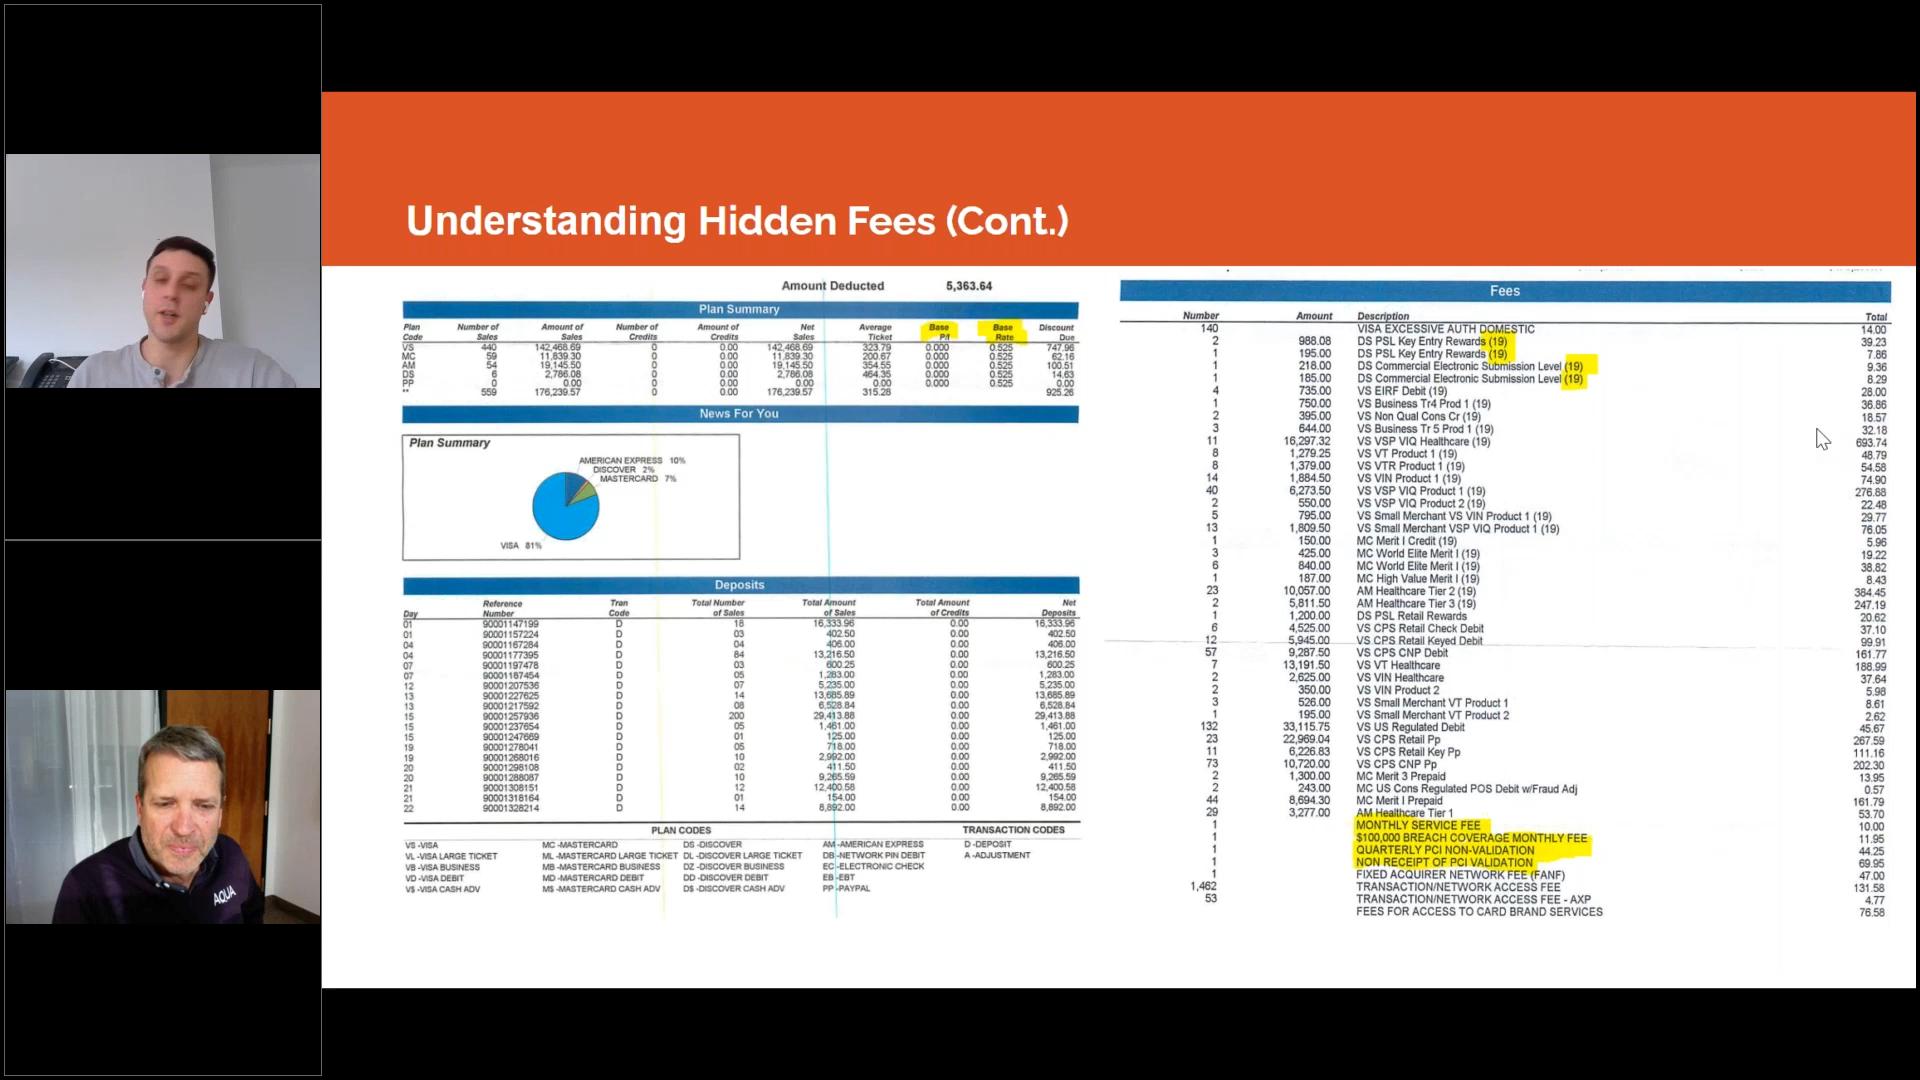 Understanding Hidden Fees (Cont.)
Amount Deducted 5,363.64
Plan Summary
Plan Code Number of Sales Amount of Sales Number of Credits Amount of Credits Net Sales Average Ticket Base P/I Base Rate Discount Due
VS 440 142,468.69 0 0.00 142,468.69 323.79 0.000 0.525 747.96
MC 59 11,839.30 0 0.00 11,839.30 200.67 0.000 0.525 62.16
AM 54 19,145.50 0 0.00 19,145.50 354.55 0.000 0.525 100.51
DS 6 2,786.08 0 0.00 2,786.08 464.35 0.000 0.525 14.63
PP 0 0.00 0 0.00 0.00 0.00 0.000 0.525 0.00
** 559 176,239.57 0 0.00 176,239.57 315.28 925.26
News For You
Plan Summary
AMERICAN EXPRESS 10%
DISCOVER 2%
MASTERCARD 7%
VISA 81%
Deposits
Day Reference Number Tran Code Total Number of Sales Total Amount of Sales Total Amount of Credits Net Deposits
01 90001147199 D 18 16,333.96 0.00 16,333.96
01 90001157224 D 03 402.50 0.00 402.50
04 90001167284 D 04 406.00 0.00 406.00
04 90001177395 D 84 13,216.50 0.00 13,216.50
07 90001197478 D 03 600.25 0.00 600.25
07 90001187454 D 05 1,283.00 0.00 1,283.00
12 90001207536 D 07 5,235.00 0.00 5,235.00
13 90001227625 D 14 13,685.89 0.00 13,685.89
13 90001217592 D 08 6,528.84 0.00 6,528.84
15 90001257936 D 200 29,413.88 0.00 29,413.88
15 90001237654 D 05 1,461.00 0.00 1,461.00
15 90001247669 D 01 125.00 0.00 125.00
19 90001278041 D 05 718.00 0.00 718.00
19 90001268016 D 10 2,992.00 0.00 2,992.00
20 90001298108 D 02 411.50 0.00 411.50
20 90001288087 D 10 9,265.59 0.00 9,265.59
21 90001308151 D 12 12,400.58 0.00 12,400.58
21 90001318164 D 01 154.00 0.00 154.00
22 90001328214 D 14 8,892.00 0.00 8,892.00
PLAN CODES TRANSACTION CODES
VS -VISA MC -MASTERCARD DS -DISCOVER AM -AMERICAN EXPRESS D -DEPOSIT
VL -VISA LARGE TICKET ML -MASTERCARD LARGE TICKET DL -DISCOVER LARGE TICKET DB -NETWORK PIN DEBIT A -ADJUSTMENT
VB -VISA BUSINESS MB -MASTERCARD BUSINESS DZ -DISCOVER BUSINESS EC -ELECTRONIC CHECK
VD -VISA DEBIT MD -MASTERCARD DEBIT DD -DISCOVER DEBIT EB -EBT
V$ -VISA CASH ADV M$ -MASTERCARD CASH ADV D$ -DISCOVER CASH ADV PP -PAYPAL
Fees
Number Amount Description Total
140 VISA EXCESSIVE AUTH DOMESTIC 14.00
2 988.08 DS PSL Key Entry Rewards (19) 39.23
1 195.00 DS PSL Key Entry Rewards (19) 7.86
1 218.00 DS Commercial Electronic Submission Level (19) 9.36
1 185.00 DS Commercial Electronic Submission Level (19) 8.29
4 735.00 VS EIRF Debit (19) 28.00
1 750.00 VS Business Tr4 Prod 1 (19) 36.86
2 395.00 VS Non Qual Cons Cr (19) 18.57
3 644.00 VS Business Tr 5 Prod 1 (19) 32.18
11 16,297.32 VS VSP VIQ Healthcare (19) 693.74
8 1,279.25 VS VT Product 1 (19) 48.79
8 1,379.00 VS VTR Product 1 (19) 54.58
14 1,884.50 VS VIN Product 1 (19) 74.90
40 6,273.50 VS VSP VIQ Product 1 (19) 276.88
2 550.00 VS VSP VIQ Product 2 (19) 22.48
5 795.00 VS Small Merchant VS VIN Product 1 (19) 29.77
13 1,809.50 VS Small Merchant VSP VIQ Product 1 (19) 76.05
1 150.00 MC Merit I Credit (19) 5.96
3 425.00 MC World Elite Merit I (19) 19.22
6 840.00 MC World Elite Merit I (19) 38.82
1 187.00 MC High Value Merit I (19) 8.43
23 10,057.00 AM Healthcare Tier 2 (19) 384.45
2 5,811.50 AM Healthcare Tier 3 (19) 247.19
1 1,200.00 DS PSL Retail Rewards 20.62
6 4,525.00 VS CPS Retail Check Debit 37.10
12 5,945.00 VS CPS Retail Keyed Debit 99.91
57 9,287.50 VS CPS CNP Debit 161.77
7 13,191.50 VS VT Healthcare 188.99
2 2,625.00 VS VIN Healthcare 37.64
2 350.00 VS VIN Product 2 5.98
3 526.00 VS Small Merchant VT Product 1 8.61
1 195.00 VS Small Merchant VT Product 2 2.62
132 33,115.75 VS US Regulated Debit 45.67
23 22,969.04 VS CPS Retail Pp 267.59
11 6,226.83 VS CPS Retail Key Pp 111.16
73 10,720.00 VS CPS CNP Pp 202.30
2 1,300.00 MC Merit 3 Prepaid 13.95
2 243.00 MC US Cons Regulated POS Debit w/Fraud Adj 0.57
44 8,694.30 MC Merit I Prepaid 161.79
29 3,277.00 AM Healthcare Tier 1 53.70
1 MONTHLY SERVICE FEE 10.00
1 $100,000 BREACH COVERAGE MONTHLY FEE 11.95
1 QUARTERLY PCI NON-VALIDATION 44.25
1 NON RECEIPT OF PCI VALIDATION 69.95
1 FIXED ACQUIRER NETWORK FEE (FANF) 47.00
1,462 TRANSACTION/NETWORK ACCESS FEE 131.58
53 TRANSACTION/NETWORK ACCESS FEE - AXP 4.77
FEES FOR ACCESS TO CARD BRAND SERVICES 76.58
AQUA